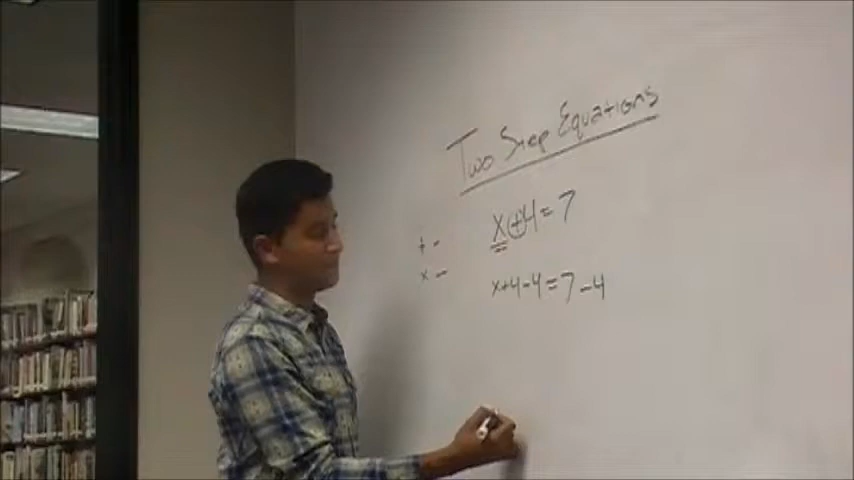 Two Step Equations
+ - x+4=7
x -
x+4-4=7-4